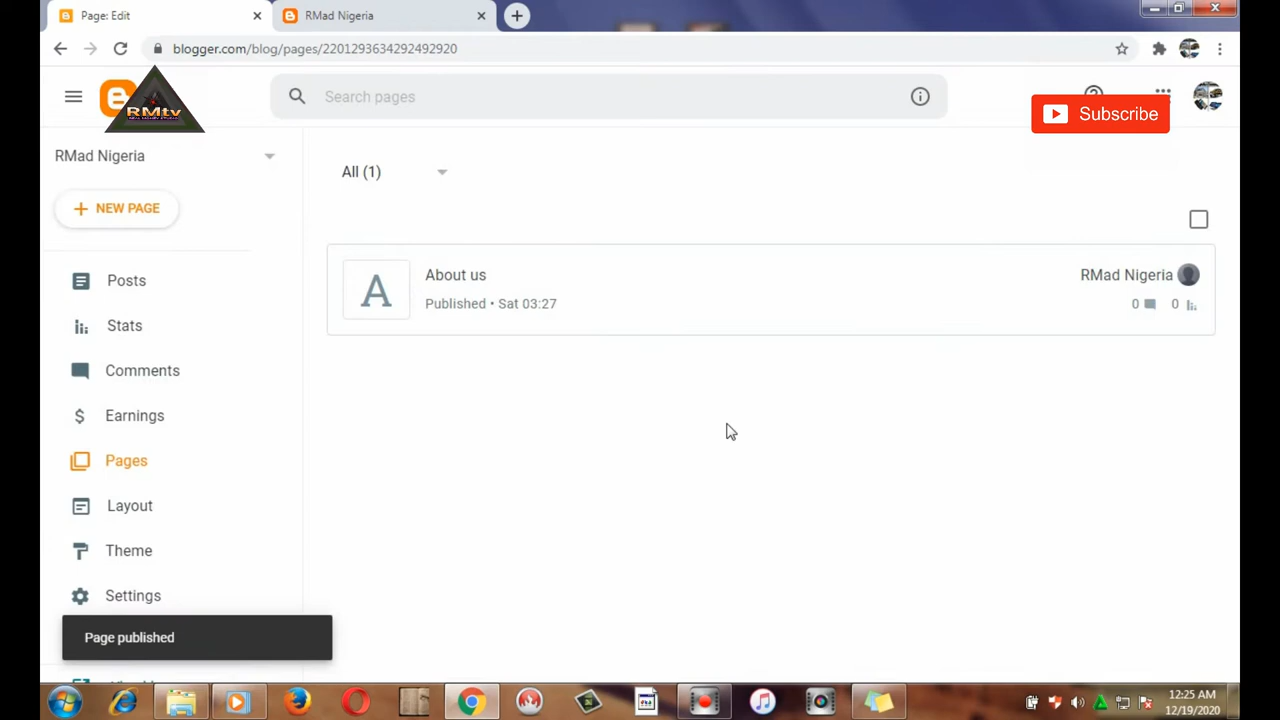 Page: Edit
RMad Nigeria
blogger.com/blog/pages/2201293634292492920
RMtv
Search pages
Subscribe
RMad Nigeria
All (1)
NEW PAGE
About us
RMad Nigeria
Published • Sat 03:27
0
0
Posts
Stats
Comments
Earnings
Pages
Layout
Theme
Settings
Page published
12:25 AM
12/19/2020